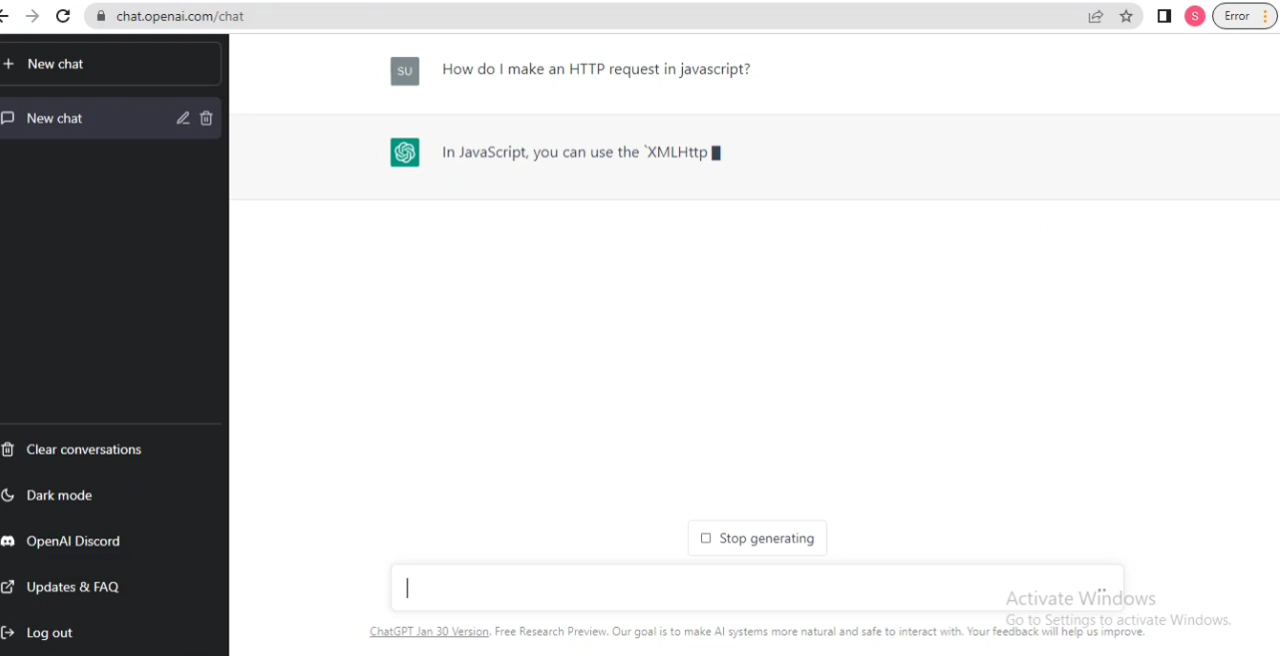 chat.openai.com/chat
S
Error
New chat
New chat
Clear conversations
Dark mode
OpenAI Discord
Updates & FAQ
Log out
SU
How do I make an HTTP request in javascript?
In JavaScript, you can use the `XMLHttp
Stop generating
Activate Windows
Go to Settings to activate Windows.
ChatGPT Jan 30 Version. Free Research Preview. Our goal is to make AI systems more natural and safe to interact with. Your feedback will help us improve.